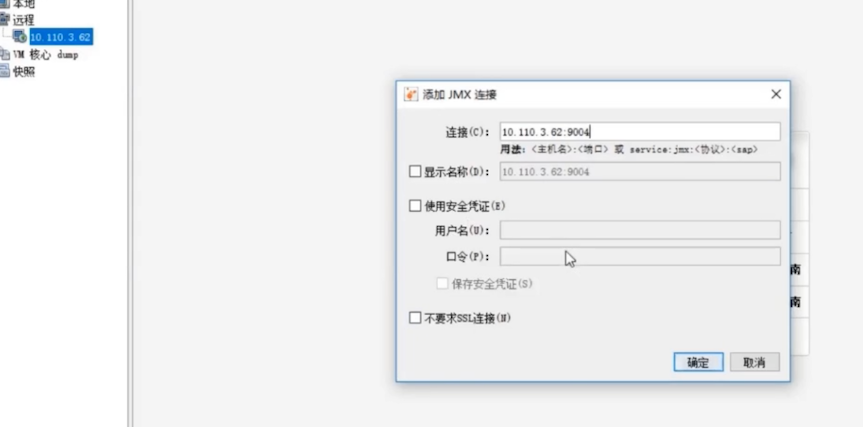 本地
远程
10.110.3.62
VM 核心 dump
快照
添加 JMX 连接
连接(C): 10.110.3.62:9004
用法: <主机名>:<端口> 或 service:jmx:<协议>:<sap>
显示名称(D): 10.110.3.62:9004
使用安全凭证(E)
用户名(U):
口令(P):
保存安全凭证(S)
不要求SSL连接(N)
确定 取消
南
南